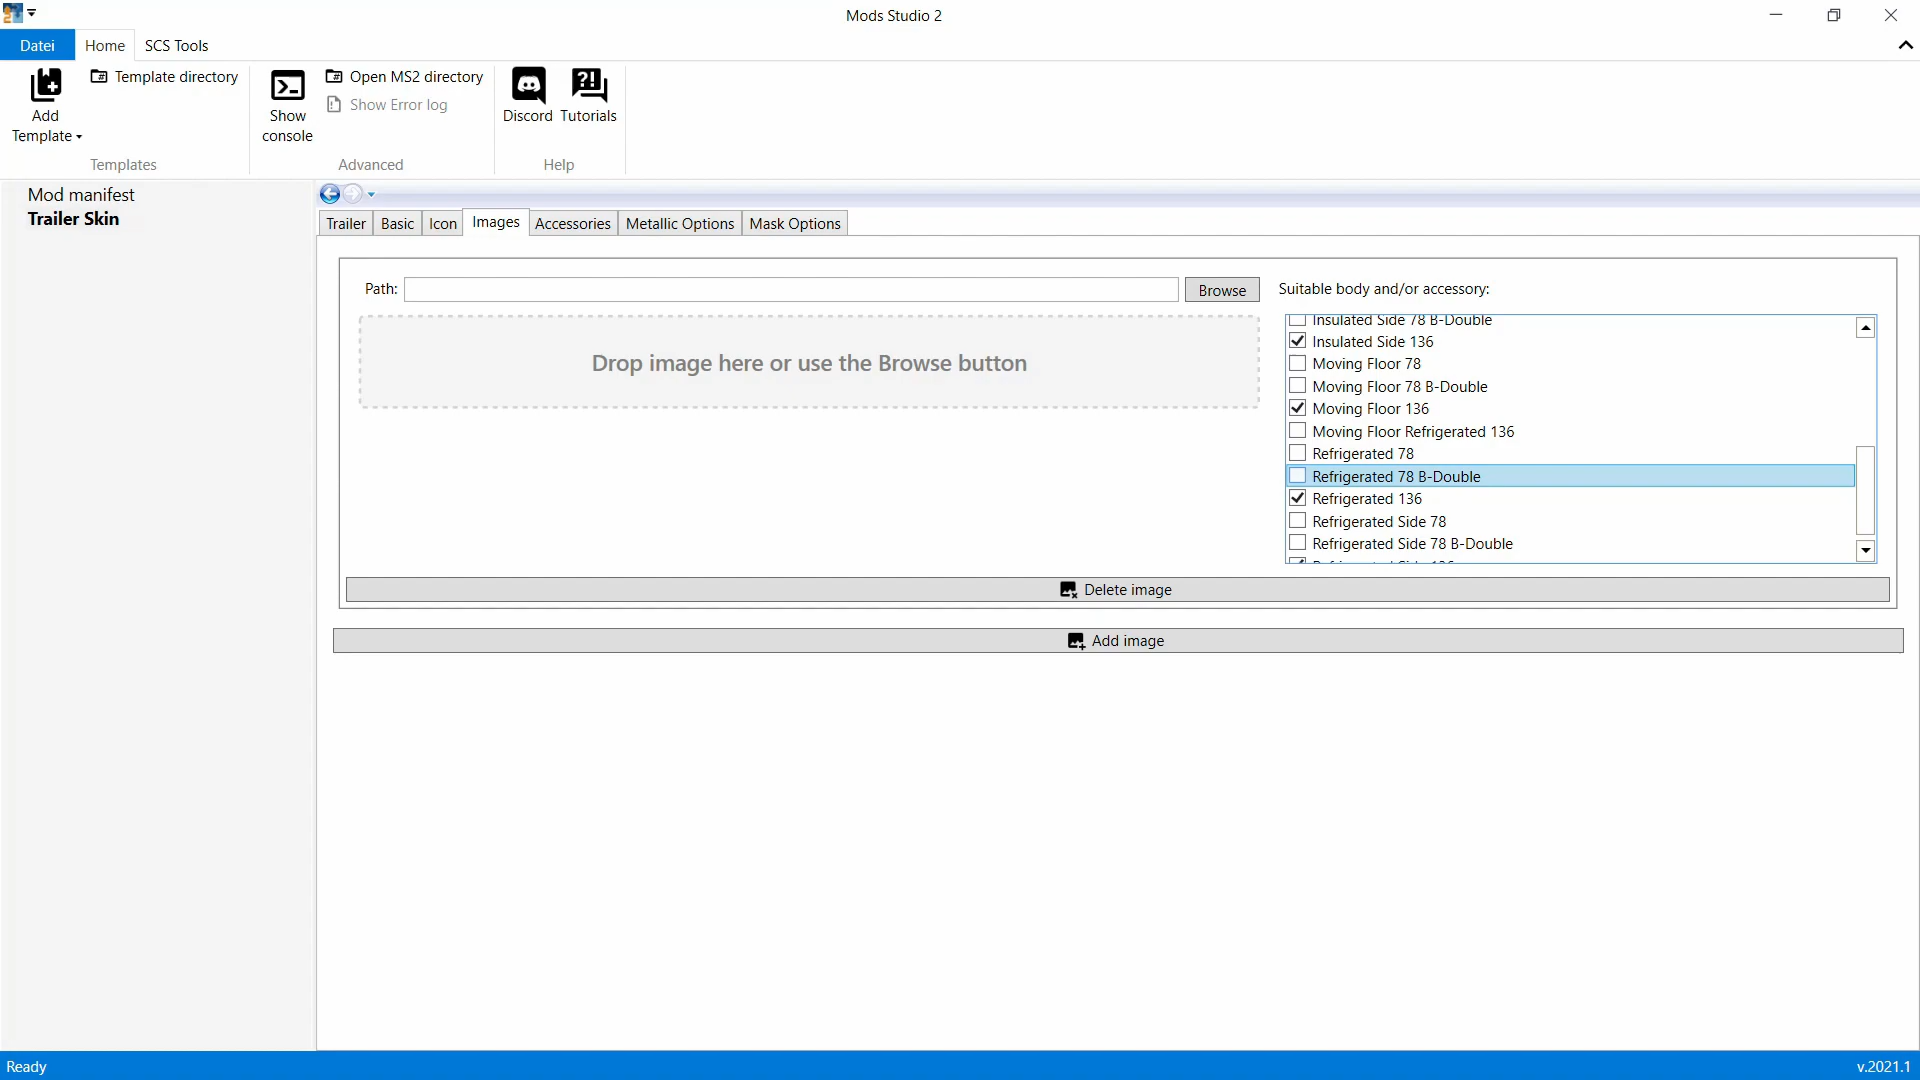 Mods Studio 2
Datei Home SCS Tools
Add Template
Template directory
Templates
Show console
Open MS2 directory
Show Error log
Advanced
Discord
Tutorials
Help
Mod manifest
Trailer Skin
Trailer Basic Icon Images Accessories Metallic Options Mask Options
Path:
Browse
Suitable body and/or accessory:
Drop image here or use the Browse button
Insulated Side 78 B-Double
Insulated Side 136
Moving Floor 78
Moving Floor 78 B-Double
Moving Floor 136
Moving Floor Refrigerated 136
Refrigerated 78
Refrigerated 78 B-Double
Refrigerated 136
Refrigerated Side 78
Refrigerated Side 78 B-Double
Delete image
Add image
Ready
v.2021.1